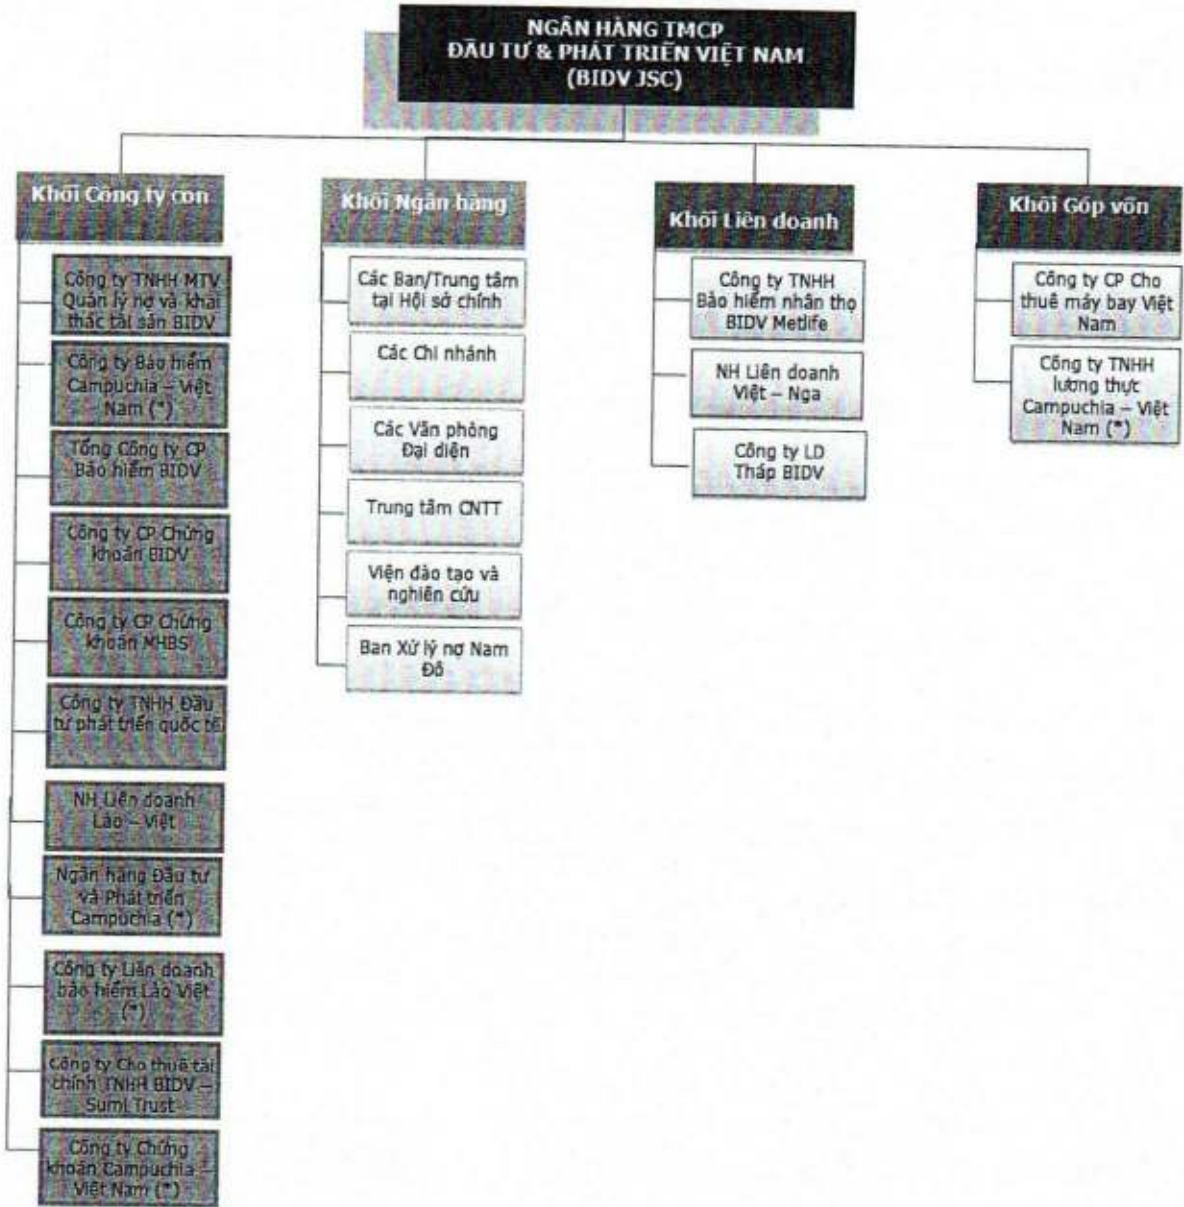 NGÂN HÀNG TMCP
ĐẦU TƯ & PHÁT TRIỂN VIỆT NAM
(BIDV JSC)
Khối Công ty con
Công ty TNHH MTV
Quản lý nợ và khai
thác tài sản BIDV
Công ty Bảo hiểm
Campuchia – Việt
Nam (*)
Tổng Công ty CP
Bảo hiểm BIDV
Công ty CP Chứng
khoán BIDV
Công ty CP Chứng
khoán MHBS
Công ty TNHH Đầu
tư phát triển quốc tế
NH Liên doanh
Lào – Việt
Ngân hàng Đầu tư
và Phát triển
Campuchia (*)
Công ty Liên doanh
bảo hiểm Lào Việt
(*)
Công ty Cho thuê tài
chính TNHH BIDV –
Sumi Trust
Công ty Chứng
khoán Campuchia –
Việt Nam (*)
Khối Ngân hàng
Các Ban/Trung tâm
tại Hội sở chính
Các Chi nhánh
Các Văn phòng
Đại diện
Trung tâm CNTT
Viện đào tạo và
nghiên cứu
Ban Xử lý nợ Nam
Đô
Khối Liên doanh
Công ty TNHH
Bảo hiểm nhân thọ
BIDV Metlife
NH Liên doanh
Việt – Nga
Công ty LD
Tháp BIDV
Khối Góp vốn
Công ty CP Cho
thuê máy bay Việt
Nam
Công ty TNHH
lương thực
Campuchia – Việt
Nam (*)